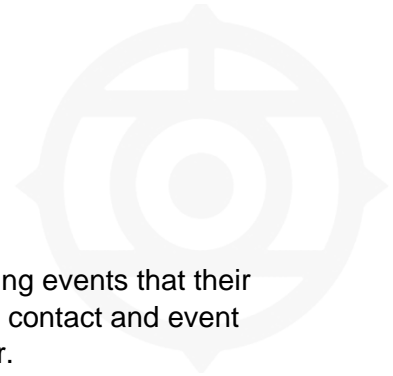 ng events that their
contact and event
r.